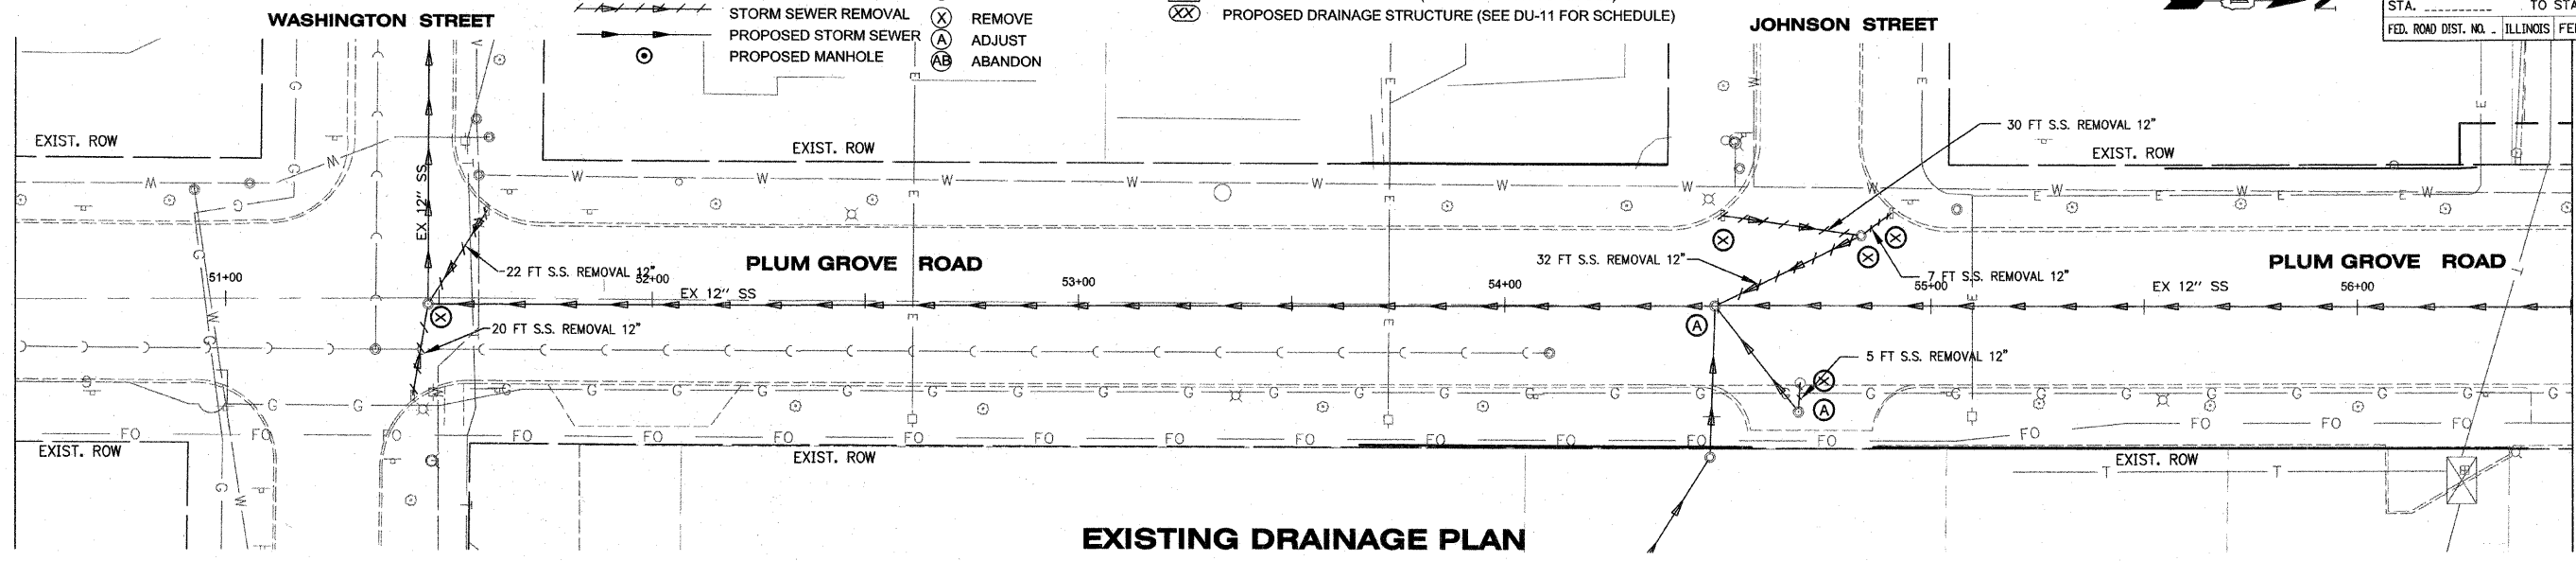 WASHINGTON STREET
STORM SEWER REMOVAL
PROPOSED STORM SEWER
PROPOSED MANHOLE
X REMOVE
A ADJUST
AB ABANDON
XX PROPOSED DRAINAGE STRUCTURE (SEE DU-11 FOR SCHEDULE)
JOHNSON STREET
STA. __________ TO STA
FED. ROAD DIST. NO. - ILLINOIS FE
EXIST. ROW
EXIST. ROW
30 FT S.S. REMOVAL 12"
EXIST. ROW
EX 12" SS
51+00
22 FT S.S. REMOVAL 12"
52+00
EX 12" SS
PLUM GROVE ROAD
53+00
54+00
32 FT S.S. REMOVAL 12"
7 FT S.S. REMOVAL 12"
55+00
PLUM GROVE ROAD
EX 12" SS
56+00
X
X
X
X
A
20 FT S.S. REMOVAL 12"
5 FT S.S. REMOVAL 12"
X
A
EXIST. ROW
EXIST. ROW
EXIST. ROW
EXISTING DRAINAGE PLAN